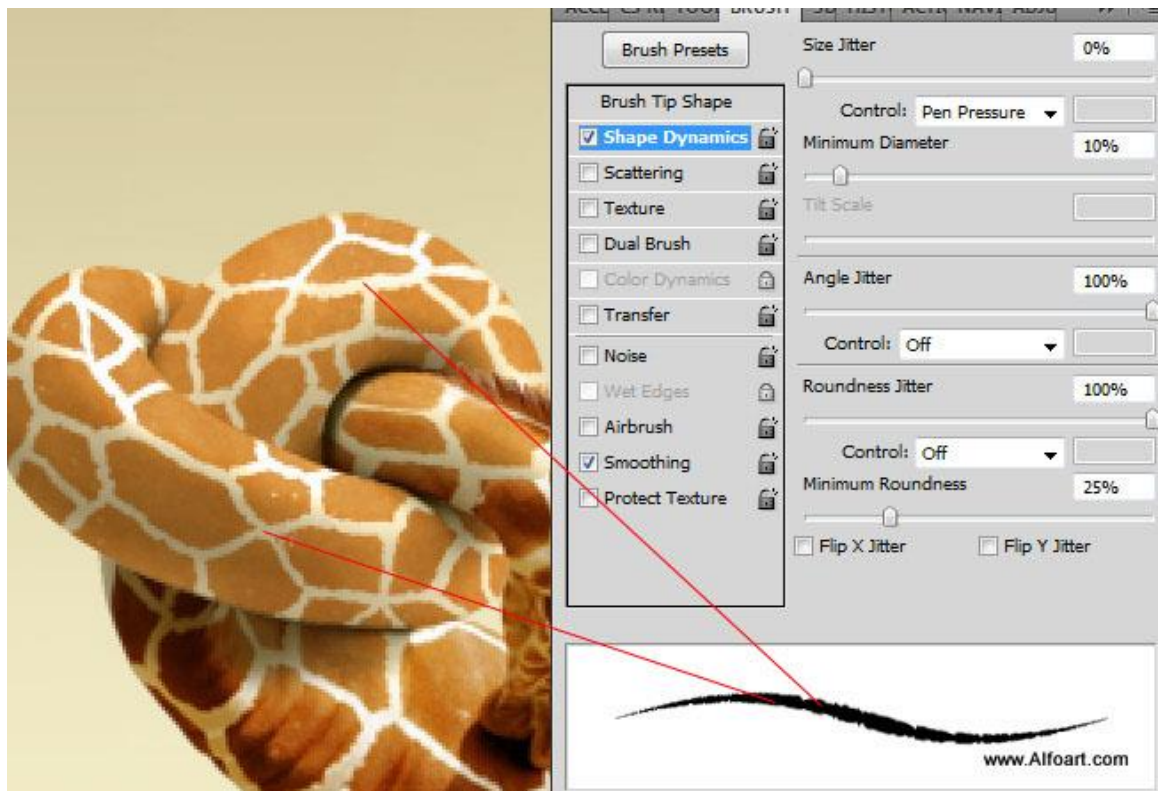 BRUSH
Brush Presets
Size Jitter
0%
Brush Tip Shape
Control: Pen Pressure
Shape Dynamics
Minimum Diameter
10%
Scattering
Texture
Tilt Scale
Dual Brush
Color Dynamics
Angle Jitter
100%
Transfer
Control: Off
Noise
Wet Edges
Roundness Jitter
100%
Airbrush
Control: Off
Smoothing
Minimum Roundness
25%
Protect Texture
Flip X Jitter
Flip Y Jitter
www.Alfoart.com